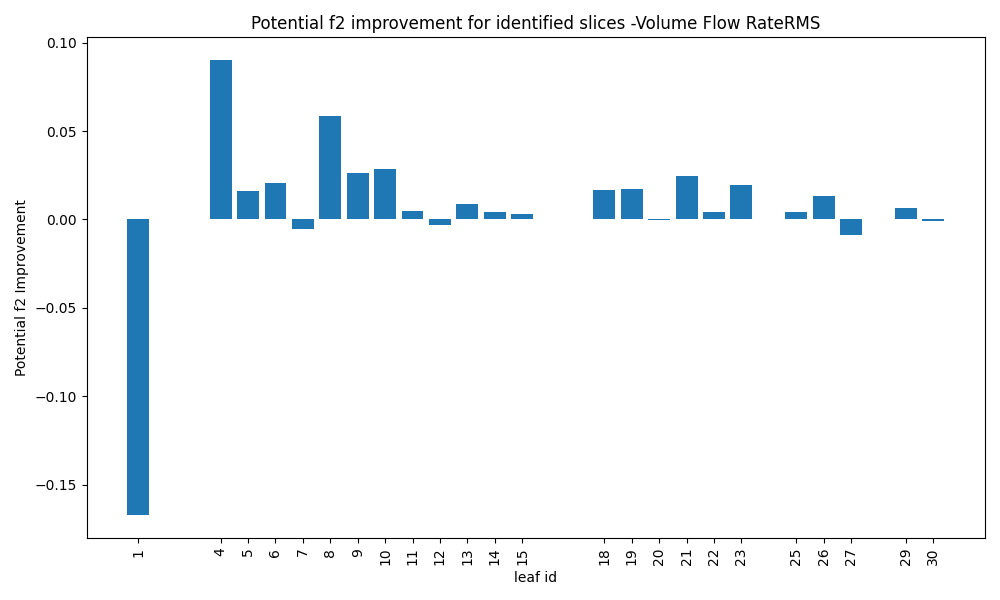 Potential f2 improvement for identified slices -Volume Flow RateRMS
0.10
0.05
0.00
−0.05
−0.10
−0.15
Potential f2 Improvement
1 4 5 6 7 8 9 10 11 12 13 14 15 18 19 20 21 22 23 25 26 27 29 30
leaf id